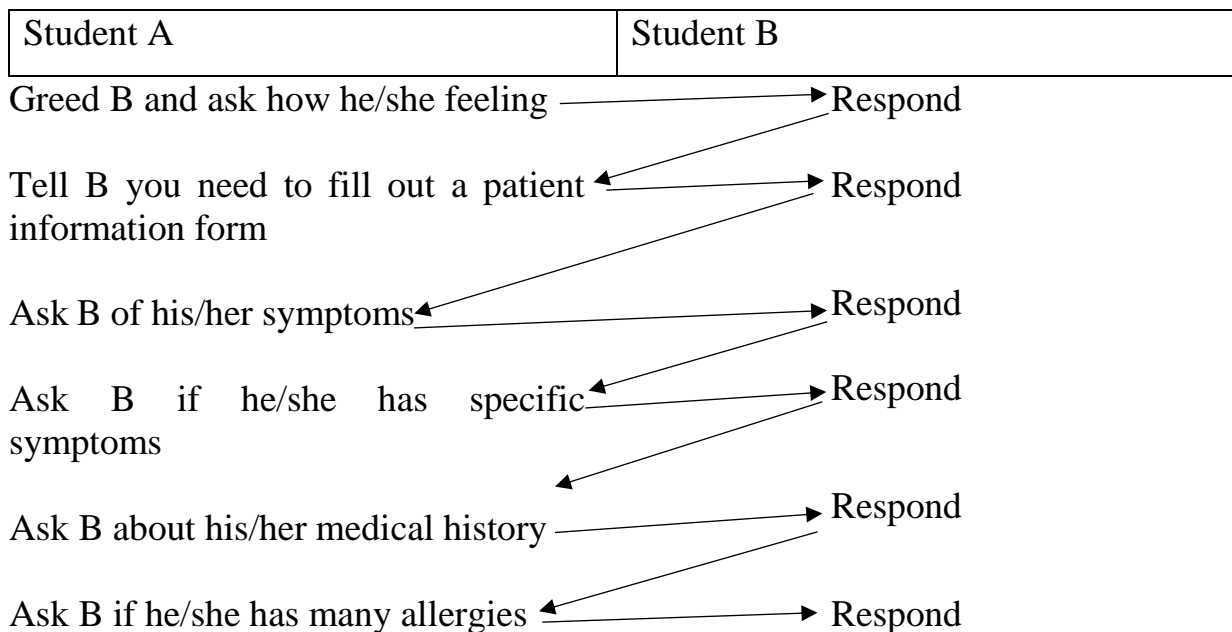 Student A Student B
Greed B and ask how he/she feeling Respond
Tell B you need to fill out a patient Respond
information form
Ask B of his/her symptoms Respond
Ask B if he/she has specific Respond
symptoms
Ask B about his/her medical history Respond
Ask B if he/she has many allergies Respond